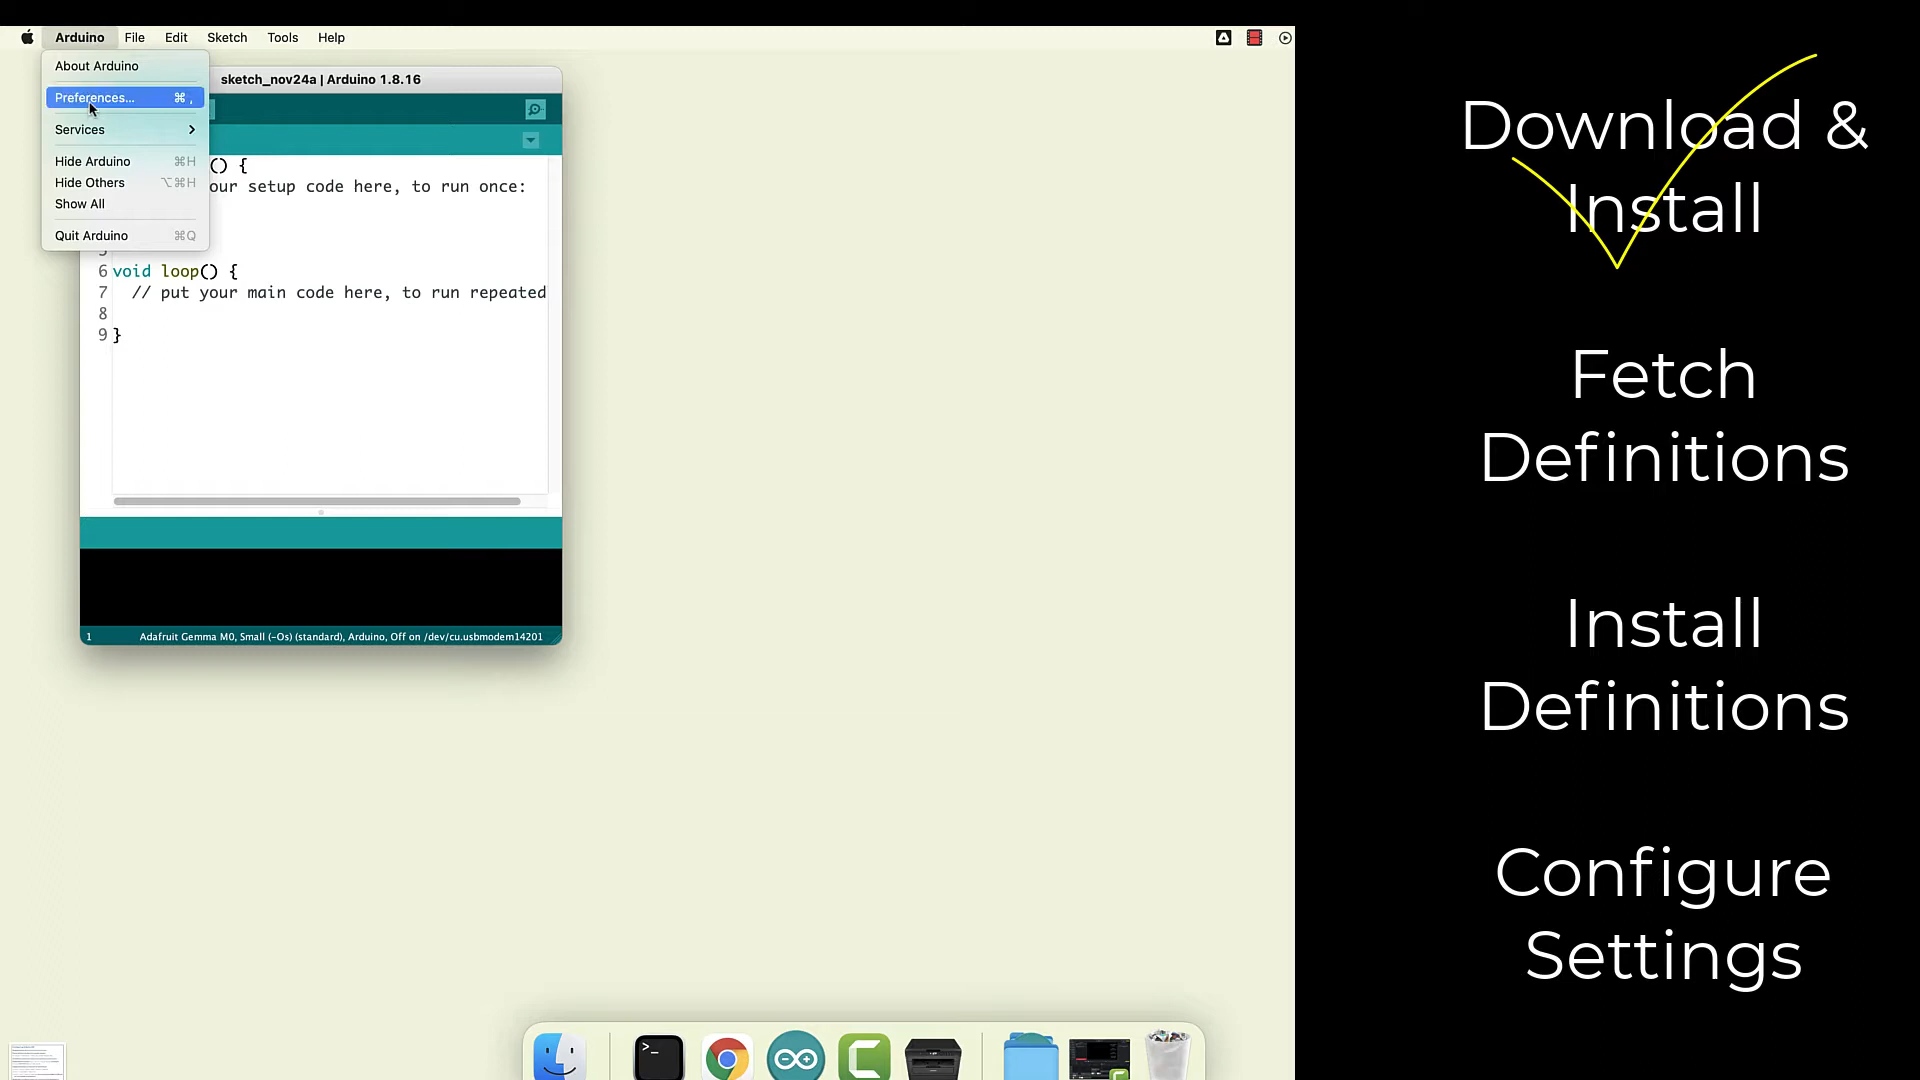 Arduino File Edit Sketch Tools Help
About Arduino
Preferences... ⌘ ,
Services
Hide Arduino ⌘H
Hide Others ⌥⌘H
Show All
Quit Arduino ⌘Q
sketch_nov24a | Arduino 1.8.16
() {
our setup code here, to run once:
5
6 void loop() {
7 // put your main code here, to run repeated
8
9 }
1 Adafruit Gemma M0, Small (-Os) (standard), Arduino, Off on /dev/cu.usbmodem14201
Download &
Install
Fetch
Definitions
Install
Definitions
Configure
Settings